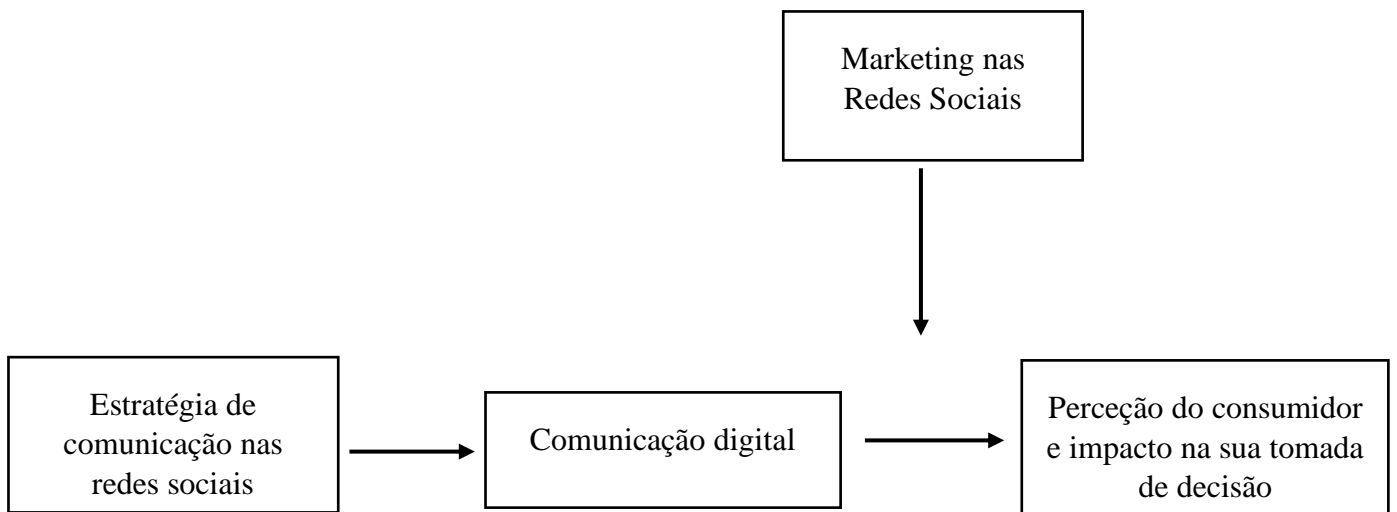 Marketing nas
Redes Sociais
Estratégia de
comunicação nas
redes sociais
Comunicação digital
Perceção do consumidor
e impacto na sua tomada
de decisão